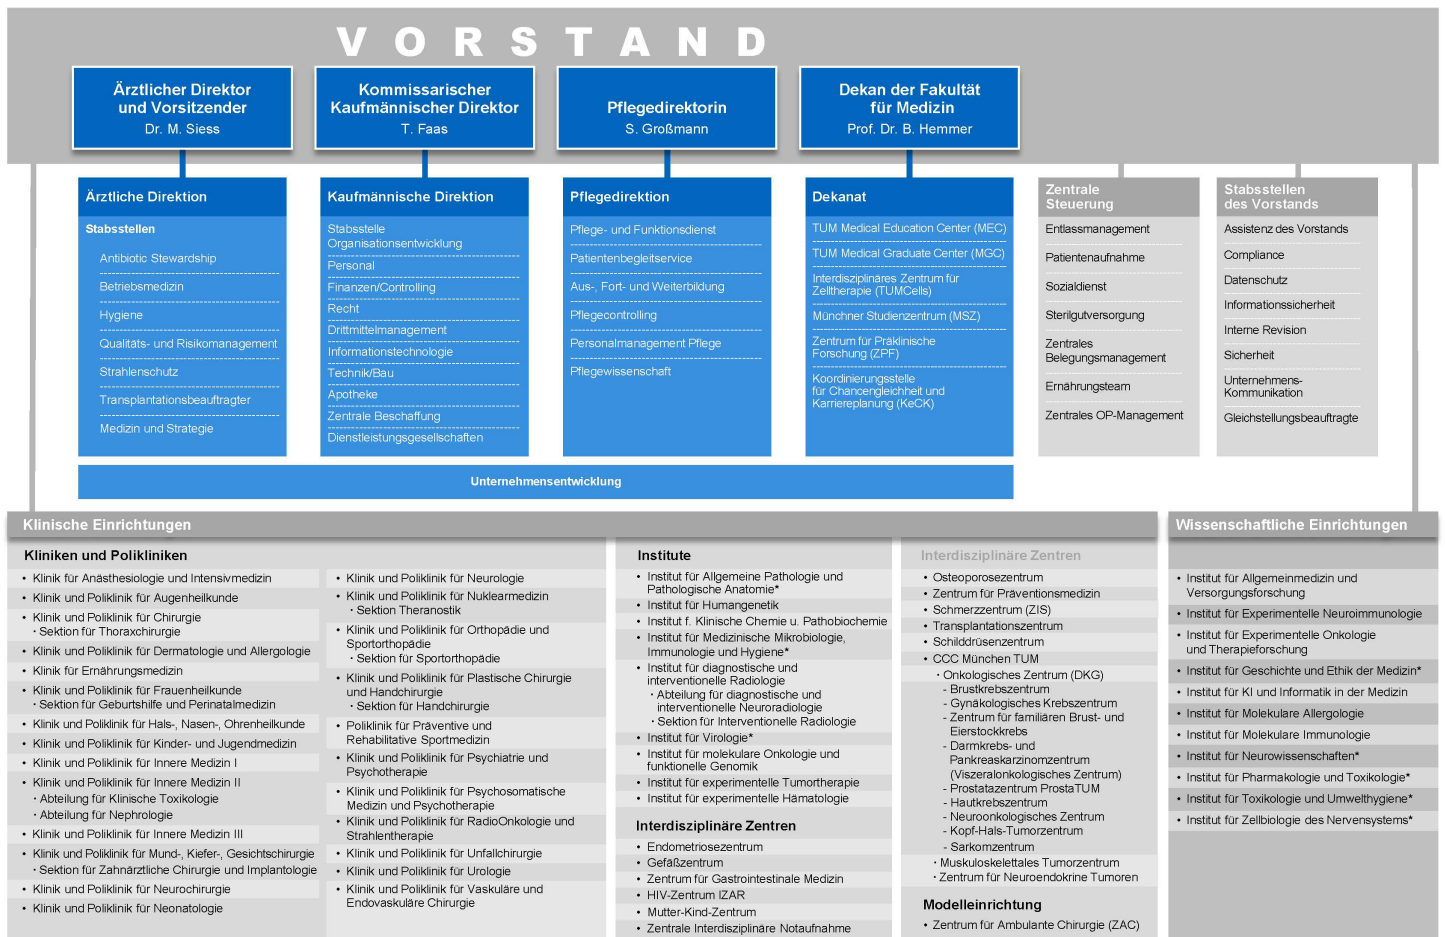 VORSTAND
Ärztlicher Direktor
und Vorsitzender
Dr. M. Siess
Kommissarischer
Kaufmännischer Direktor
T. Faas
Pflegedirektorin
S. Großmann
Dekan der Fakultät
für Medizin
Prof. Dr. B. Hemmer
Ärztliche Direktion
Stabsstellen
Antibiotic Stewardship
Betriebsmedizin
Hygiene
Qualitäts- und Risikomanagement
Strahlenschutz
Transplantationsbeauftragter
Medizin und Strategie
Kaufmännische Direktion
Stabsstelle
Organisationsentwicklung
Personal
Finanzen/Controlling
Recht
Drittmittelmanagement
Informationstechnologie
Technik/Bau
Apotheke
Zentrale Beschaffung
Dienstleistungsgesellschaften
Pflegedirektion
Pflege- und Funktionsdienst
Patientenbegleitservice
Aus-, Fort- und Weiterbildung
Pflegecontrolling
Personalmanagement Pflege
Pflegewissenschaft
Dekanat
TUM Medical Education Center (MEC)
TUM Medical Graduate Center (MGC)
Interdisziplinäres Zentrum für
Zelltherapie (TUMCells)
Münchner Studienzentrum (MSZ)
Zentrum für Präklinische
Forschung (ZPF)
Koordinierungsstelle
für Chancengleichheit und
Karriereplanung (KeCK)
Zentrale
Steuerung
Entlassmanagement
Patientenaufnahme
Sozialdienst
Sterilgutversorgung
Zentrales
Belegungsmanagement
Ernährungsteam
Zentrales OP-Management
Stabsstellen
des Vorstands
Assistenz des Vorstands
Compliance
Datenschutz
Informationssicherheit
Interne Revision
Sicherheit
Unternehmens-
Kommunikation
Gleichstellungsbeauftragte
Unternehmensentwicklung
Klinische Einrichtungen
Kliniken und Polikliniken
• Klinik für Anästhesiologie und Intensivmedizin
• Klinik und Poliklinik für Augenheilkunde
• Klinik und Poliklinik für Chirurgie
· Sektion für Thoraxchirurgie
• Klinik und Poliklinik für Dermatologie und Allergologie
• Klinik für Ernährungsmedizin
• Klinik und Poliklinik für Frauenheilkunde
• Sektion für Geburtshilfe und Perinatalmedizin
• Klinik und Poliklinik für Hals-, Nasen-, Ohrenheilkunde
• Klinik und Poliklinik für Kinder- und Jugendmedizin
• Klinik und Poliklinik für Innere Medizin I
• Klinik und Poliklinik für Innere Medizin II
· Abteilung für Klinische Toxikologie
· Abteilung für Nephrologie
• Klinik und Poliklinik für Innere Medizin III
• Klinik und Poliklinik für Mund-, Kiefer-, Gesichtschirurgie
· Sektion für Zahnärztliche Chirurgie und Implantologie
• Klinik und Poliklinik für Neurochirurgie
• Klinik und Poliklinik für Neonatologie
• Klinik und Poliklinik für Neurologie
• Klinik und Poliklinik für Nuklearmedizin
· Sektion Theranostik
• Klinik und Poliklinik für Orthopädie und
Sportorthopädie
· Sektion für Sportorthopädie
• Klinik und Poliklinik für Plastische Chirurgie
und Handchirurgie
· Sektion für Handchirurgie
• Poliklinik für Präventive und
Rehabilitative Sportmedizin
• Klinik und Poliklinik für Psychiatrie und
Psychotherapie
• Klinik und Poliklinik für Psychosomatische
Medizin und Psychotherapie
• Klinik und Poliklinik für RadioOnkologie und
Strahlentherapie
• Klinik und Poliklinik für Unfallchirurgie
• Klinik und Poliklinik für Urologie
• Klinik und Poliklinik für Vaskuläre und
Endovaskuläre Chirurgie
Institute
• Institut für Allgemeine Pathologie und
Pathologische Anatomie*
• Institut für Humangenetik
• Institut f. Klinische Chemie u. Pathobiochemie
• Institut für Medizinische Mikrobiologie,
Immunologie und Hygiene*
• Institut für diagnostische und
interventionelle Radiologie
• Abteilung für diagnostische und
interventionelle Neuroradiologie
· Sektion für Interventionelle Radiologie
• Institut für Virologie*
• Institut für molekulare Onkologie und
funktionelle Genomik
• Institut für experimentelle Tumortherapie
• Institut für experimentelle Hämatologie
Interdisziplinäre Zentren
• Endometriosezentrum
• Gefäßzentrum
• Zentrum für Gastrointestinale Medizin
• HIV-Zentrum IZAR
• Mutter-Kind-Zentrum
• Zentrale Interdisziplinäre Notaufnahme
Interdisziplinäre Zentren
• Osteoporosezentrum
• Zentrum für Präventionsmedizin
• Schmerzzentrum (ZIS)
• Transplantationszentrum
• Schilddrüsenzentrum
• CCC München TUM
· Onkologisches Zentrum (DKG)
- Brustkrebszentrum
- Gynäkologisches Krebszentrum
- Zentrum für familiären Brust- und
Eierstockkrebs
- Darmkrebs- und
Pankreaskarzinomzentrum
(Viszeralonkologisches Zentrum)
- Prostatazentrum ProstaTUM
- Hautkrebszentrum
- Neuroonkologisches Zentrum
- Kopf-Hals-Tumorzentrum
- Sarkomzentrum
· Muskuloskelettales Tumorzentrum
· Zentrum für Neuroendokrine Tumoren
Modelleinrichtung
• Zentrum für Ambulante Chirurgie (ZAC)
Wissenschaftliche Einrichtungen
• Institut für Allgemeinmedizin und
Versorgungsforschung
• Institut für Experimentelle Neuroimmunologie
• Institut für Experimentelle Onkologie
und Therapieforschung
• Institut für Geschichte und Ethik der Medizin*
• Institut für KI und Informatik in der Medizin
• Institut für Molekulare Allergologie
• Institut für Molekulare Immunologie
• Institut für Neurowissenschaften*
• Institut für Pharmakologie und Toxikologie*
• Institut für Toxikologie und Umwelthygiene*
• Institut für Zellbiologie des Nervensystems*